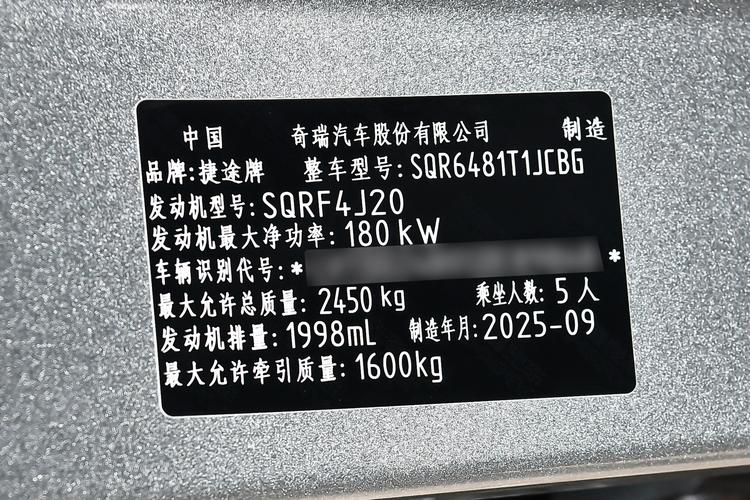 中国 奇瑞汽车股份有限公司 制造
品牌:捷途牌 整车型号:SQR6481T1JCBG
发动机型号:SQRF4J20
发动机最大净功率:180kW
车辆识别代号:* *
最大允许总质量:2450kg 乘坐人数:5人
发动机排量:1998mL 制造年月:2025-09
最大允许牵引质量:1600kg